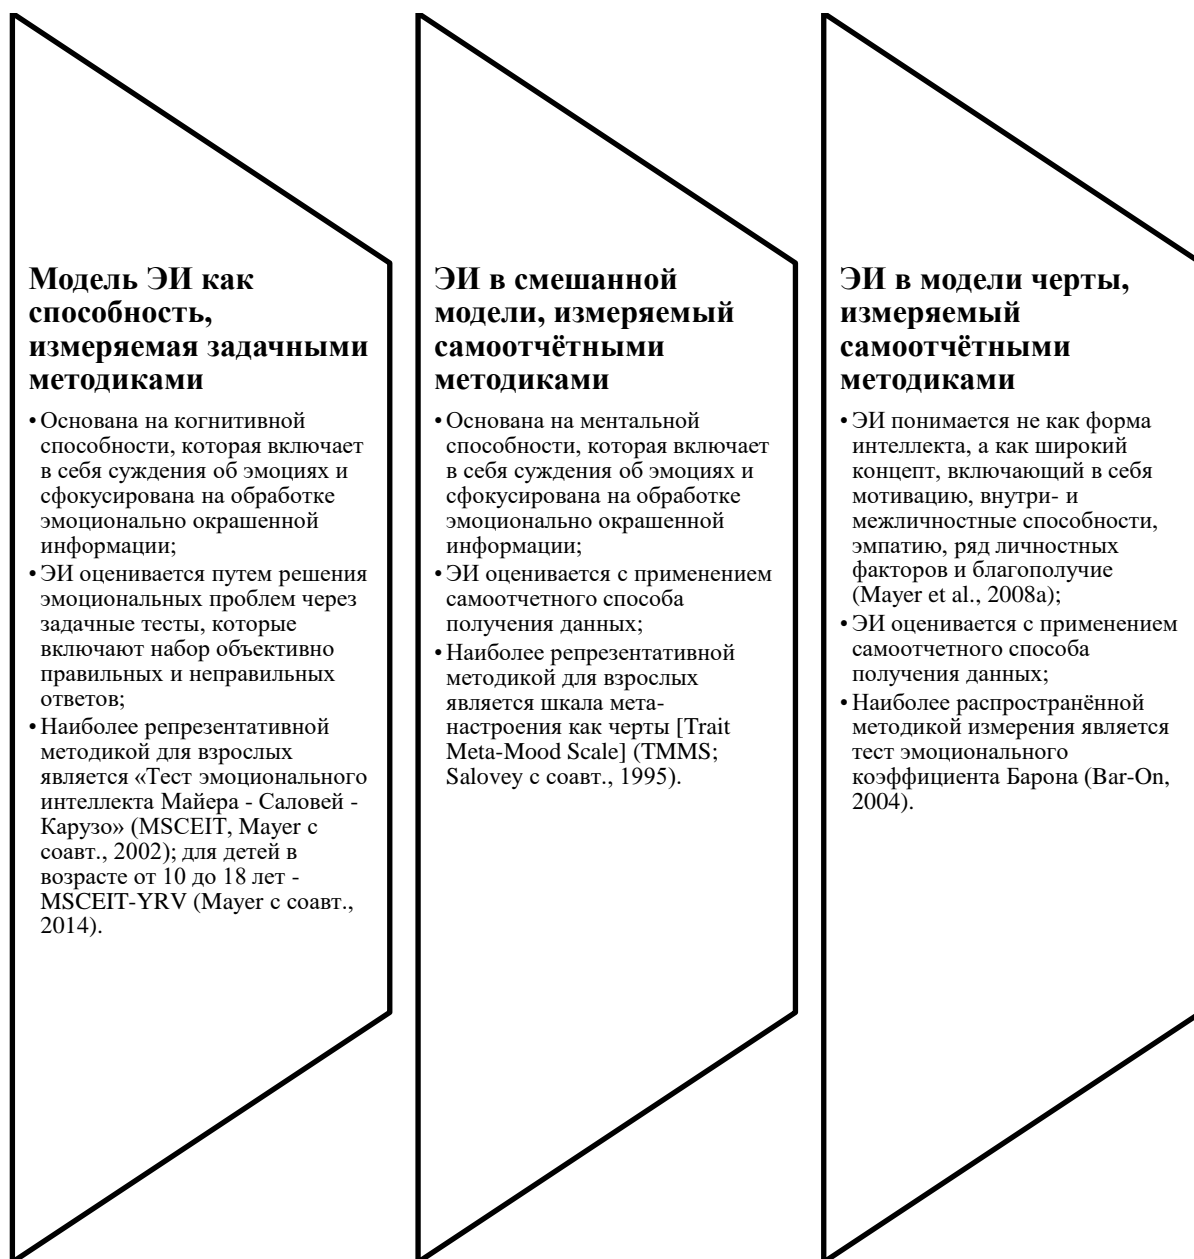 Модель ЭИ как
способность,
измеряемая задачными
методиками
• Основана на когнитивной
способности, которая включает
в себя суждения об эмоциях и
сфокусирована на обработке
эмоционально окрашенной
информации;
• ЭИ оценивается путем решения
эмоциональных проблем через
задачные тесты, которые
включают набор объективно
правильных и неправильных
ответов;
• Наиболее репрезентативной
методикой для взрослых
является «Тест эмоционального
интеллекта Майера - Саловей -
Карузо» (MSCEIT, Mayer с
соавт., 2002); для детей в
возрасте от 10 до 18 лет -
MSCEIT-YRV (Mayer с соавт.,
2014).
ЭИ в смешанной
модели, измеряемый
самоотчётными
методиками
• Основана на ментальной
способности, которая включает
в себя суждения об эмоциях и
сфокусирована на обработке
эмоционально окрашенной
информации;
• ЭИ оценивается с применением
самоотчетного способа
получения данных;
• Наиболее репрезентативной
методикой для взрослых
является шкала мета-
настроения как черты [Trait
Meta-Mood Scale] (TMMS;
Salovey с соавт., 1995).
ЭИ в модели черты,
измеряемый
самоотчётными
методиками
• ЭИ понимается не как форма
интеллекта, а как широкий
концепт, включающий в себя
мотивацию, внутри- и
межличностные способности,
эмпатию, ряд личностных
факторов и благополучие
(Mayer et al., 2008a);
• ЭИ оценивается с применением
самоотчетного способа
получения данных;
• Наиболее распространённой
методикой измерения является
тест эмоционального
коэффициента Барона (Bar-On,
2004).